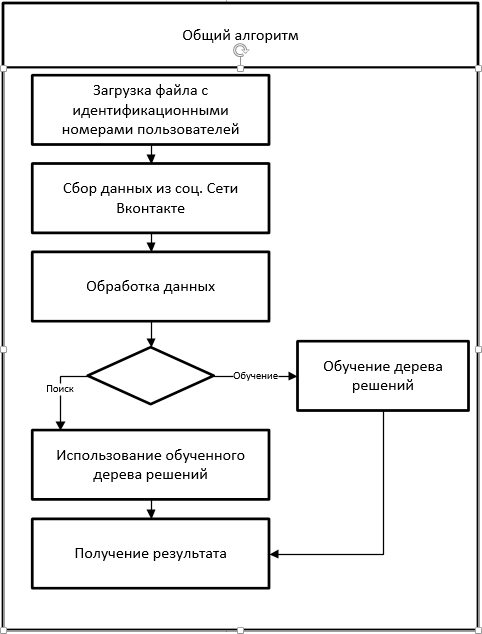 Общий алгоритм
Загрузка файла с
идентификационными
номерами пользователей
Сбор данных из соц. Сети
Вконтакте
Обработка данных
Поиск
Обучение
Обучение дерева
решений
Использование обученного
дерева решений
Получение результата